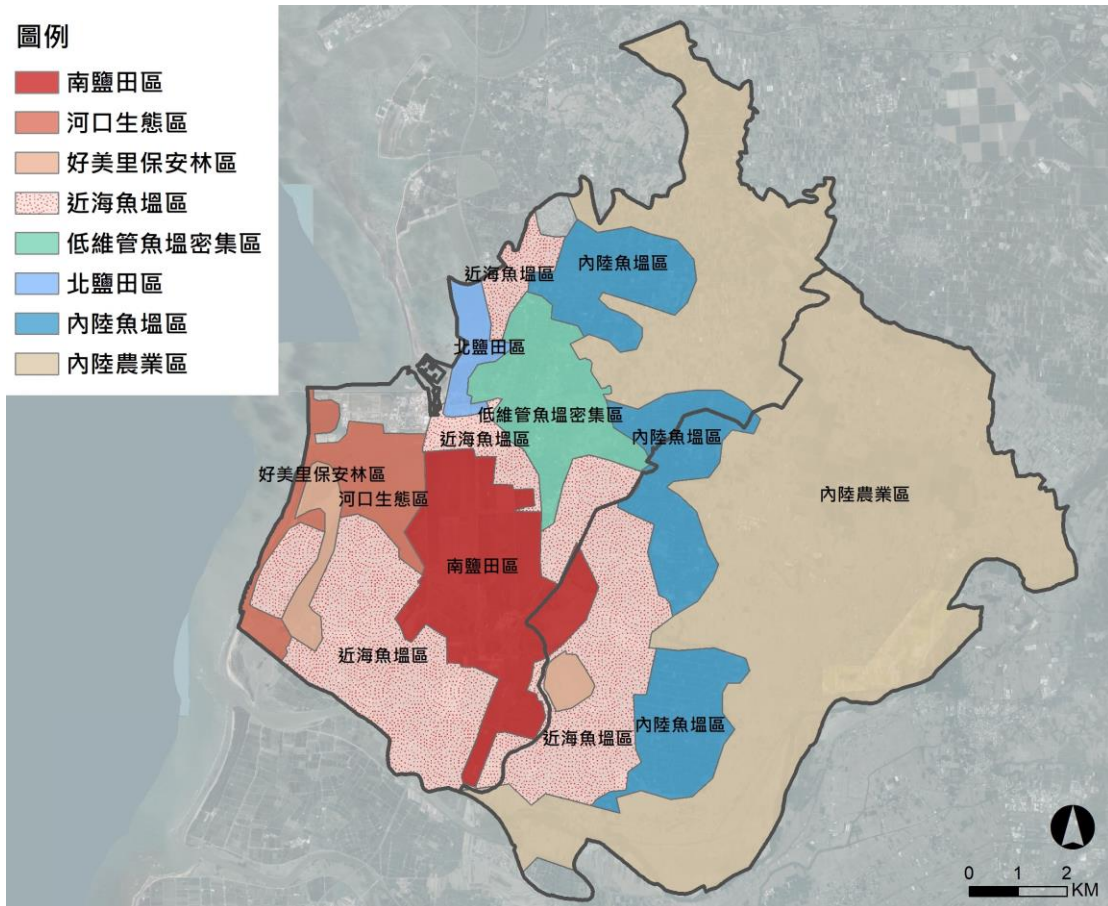 圖例
南鹽田區
河口生態區
好美里保安林區
近海魚塭區
低維管魚塭密集區
北鹽田區
內陸魚塭區
內陸農業區
內陸魚塭區
近海魚塭區
北鹽田區
低維管魚塭密集區
近海魚塭區
內陸魚塭區
好美里保安林區
河口生態區
內陸農業區
南鹽田區
近海魚塭區
內陸魚塭區
近海魚塭區
0 1 2
KM